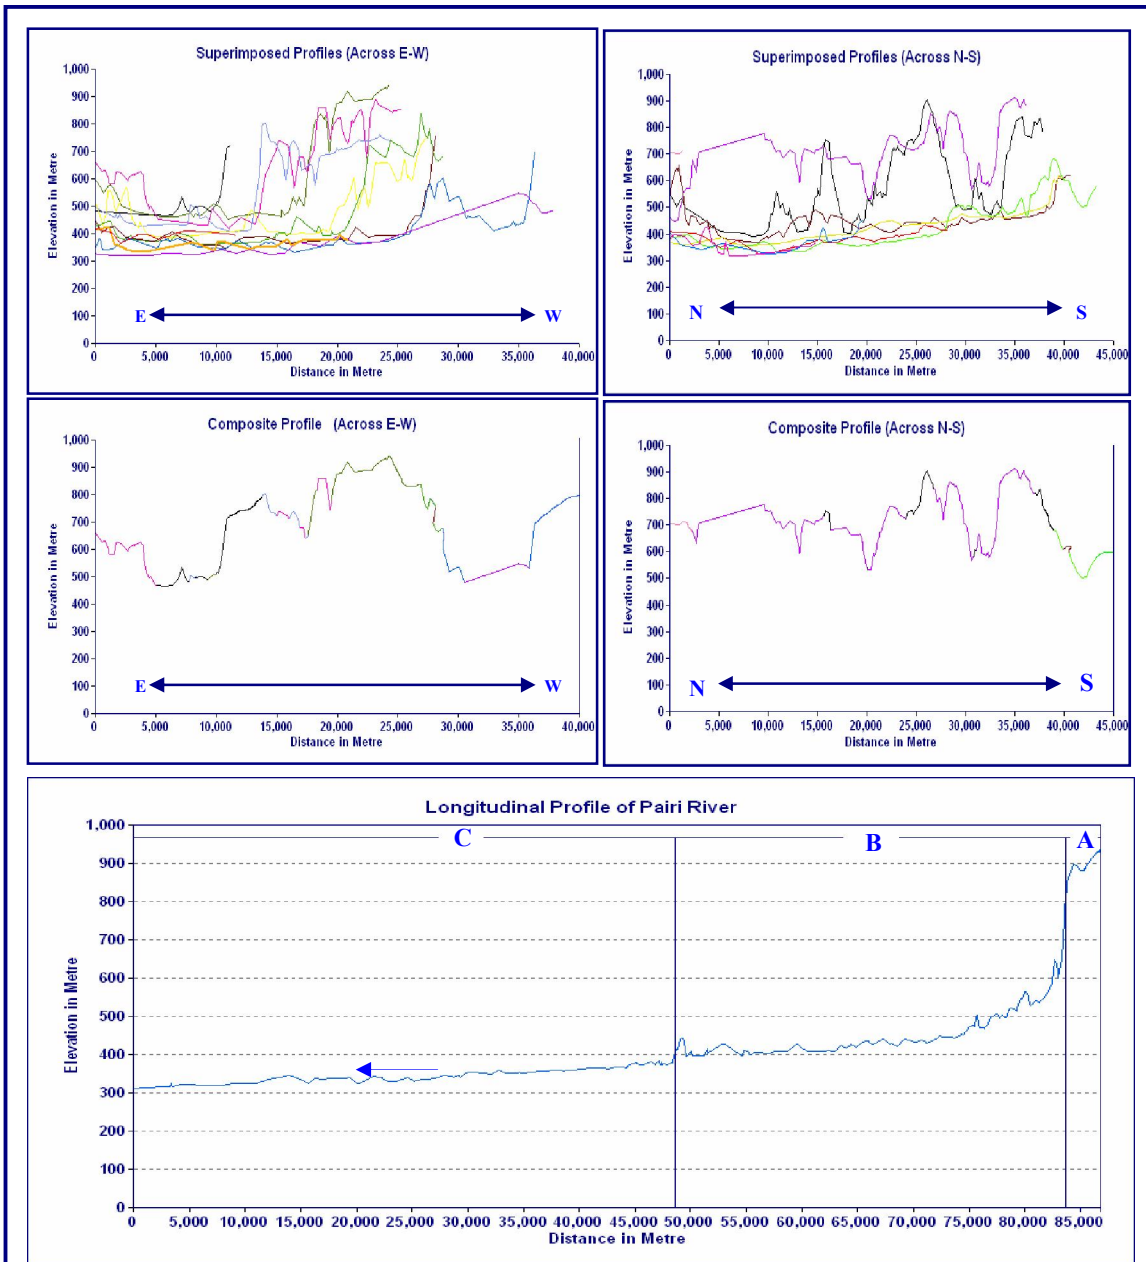 Superimposed Profiles (Across E-W)
1,000
900
800
700
600
500
400
300
200
100
0
Elevation in Metre
E
W
0 5,000 10,000 15,000 20,000 25,000 30,000 35,000 40,000
Distance in Metre
Superimposed Profiles (Across N-S)
1,000
900
800
700
600
500
400
300
200
100
0
Elevation in Metre
N
S
0 5,000 10,000 15,000 20,000 25,000 30,000 35,000 40,000 45,000
Distance in Metre
Composite Profile (Across E-W)
1,000
900
800
700
600
500
400
300
200
100
0
Elevation in Metre
E
W
0 5,000 10,000 15,000 20,000 25,000 30,000 35,000 40,000
Distance in Metre
Composite Profile (Across N-S)
1,000
900
800
700
600
500
400
300
200
100
0
Elevation in Metre
N
S
0 5,000 10,000 15,000 20,000 25,000 30,000 35,000 40,000 45,000
Distance in Metre
Longitudinal Profile of Pairi River
C
B
A
1,000
900
800
700
600
500
400
300
200
100
0
Elevation in Metre
0 5,000 10,000 15,000 20,000 25,000 30,000 35,000 40,000 45,000 50,000 55,000 60,000 65,000 70,000 75,000 80,000 85,000
Distance in Metre